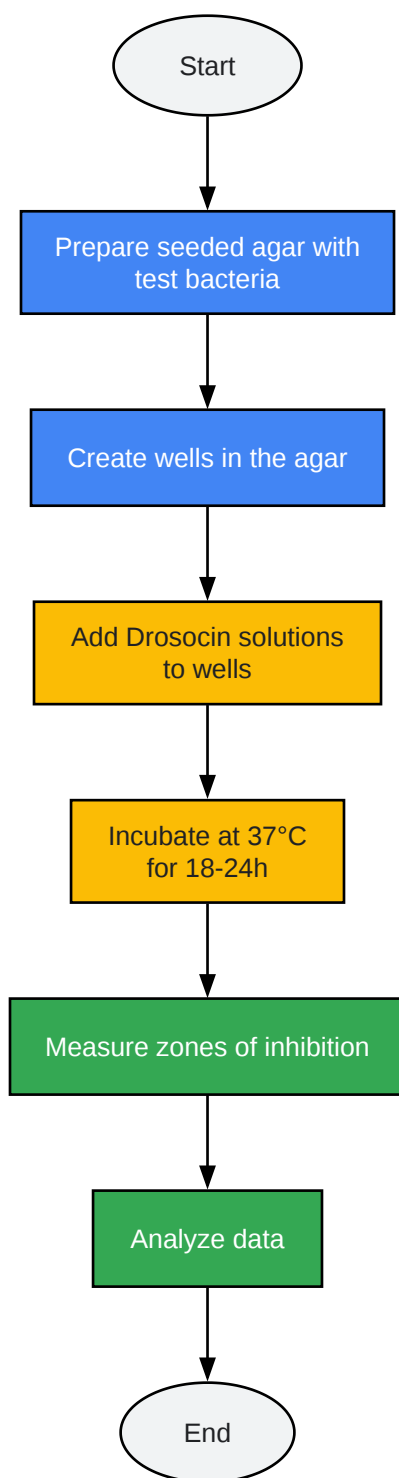 Start
Prepare seeded agar with
test bacteria
Create wells in the agar
Add Drosocin solutions
to wells
Incubate at 37°C
for 18-24h
Measure zones of inhibition
Analyze data
End